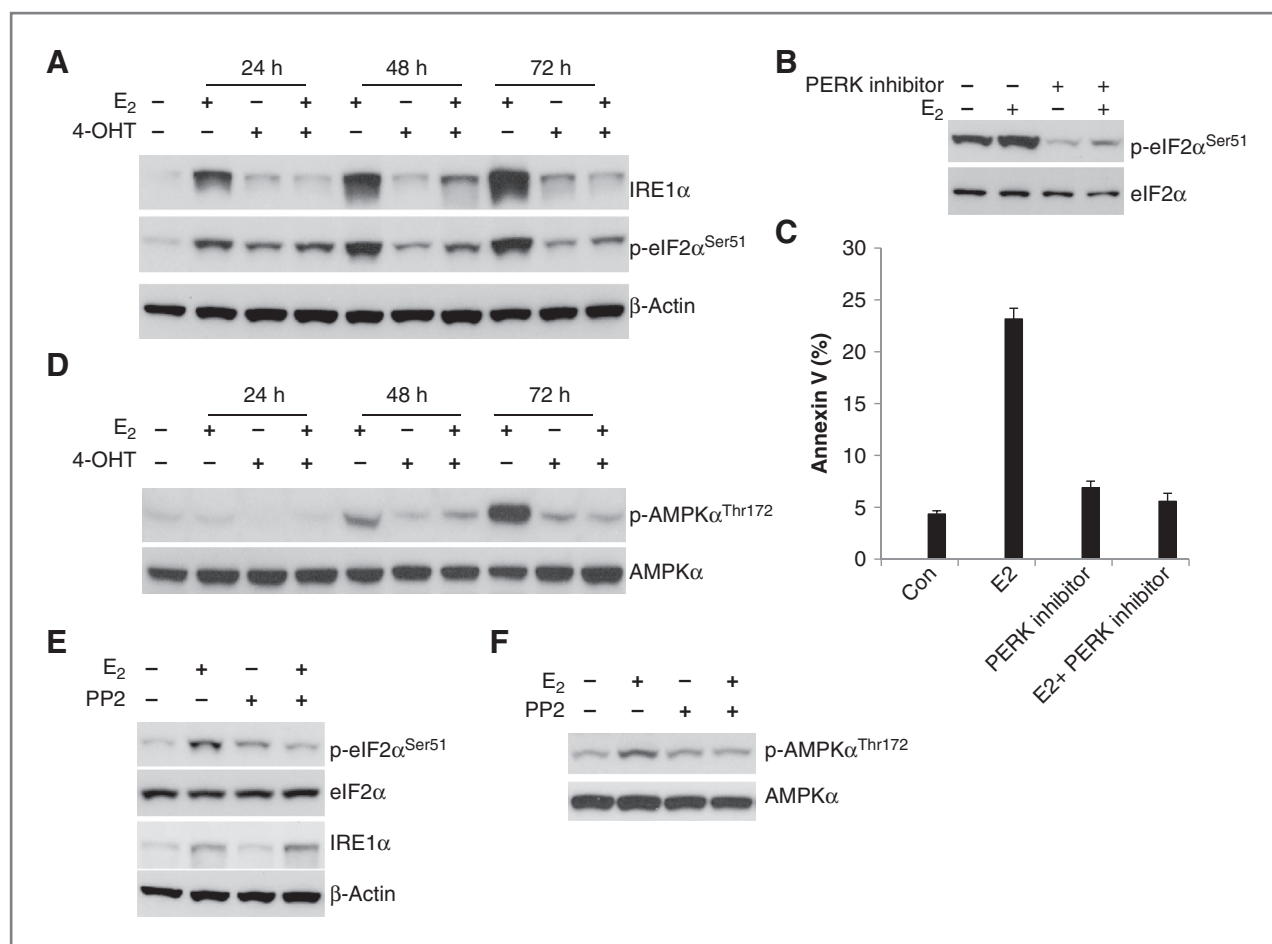 A
24 h 48 h 72 h
E2 – + – + + – + + – +
4-OHT – – + + – + + – + +
IRE1α
p-eIF2αSer51
β-Actin
B
PERK inhibitor – – + +
E2 – + – +
p-eIF2αSer51
eIF2α
C
30
25
20
15
10
5
0
Annexin V (%)
Con
E2
PERK inhibitor
E2+ PERK inhibitor
D
24 h 48 h 72 h
E2 – + – + + – + + – +
4-OHT – – + + – + + – + +
p-AMPKαThr172
AMPKα
E
E2 – + – +
PP2 – – + +
p-eIF2αSer51
eIF2α
IRE1α
β-Actin
F
E2 – + – +
PP2 – – + +
p-AMPKαThr172
AMPKα